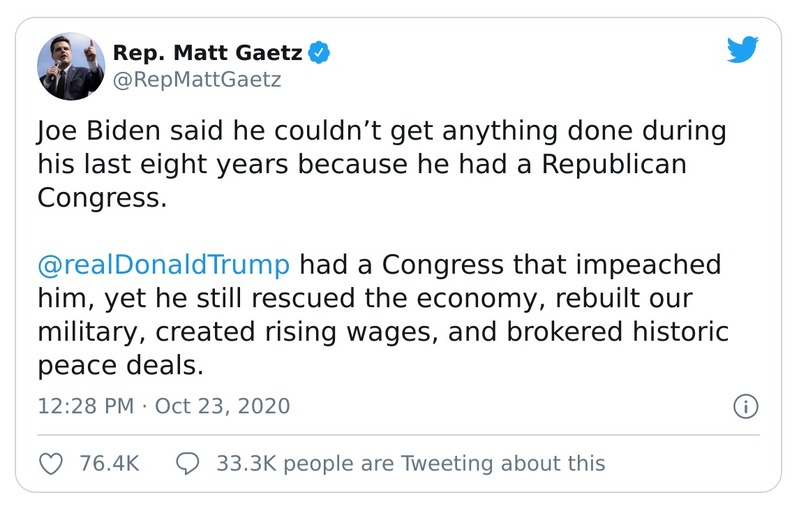 Rep. Matt Gaetz
@RepMattGaetz
Joe Biden said he couldn’t get anything done during
his last eight years because he had a Republican
Congress.
@realDonaldTrump had a Congress that impeached
him, yet he still rescued the economy, rebuilt our
military, created rising wages, and brokered historic
peace deals.
12:28 PM · Oct 23, 2020
76.4K 33.3K people are Tweeting about this